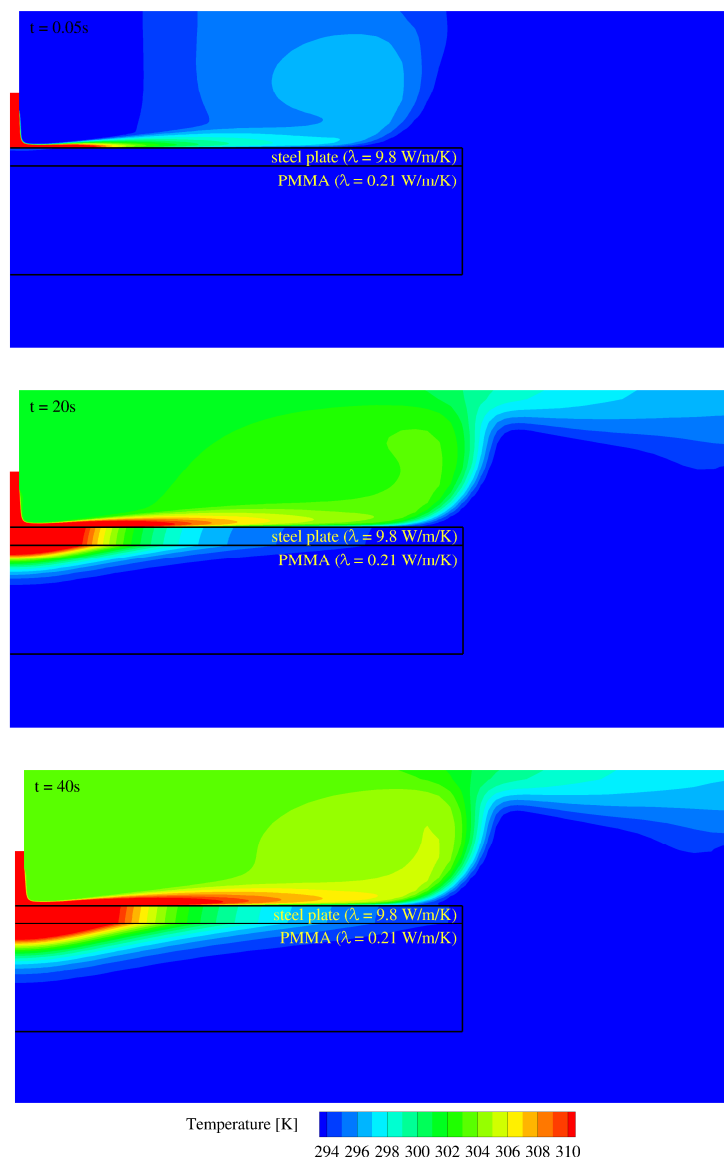 t = 0.05s
steel plate (λ = 9.8 W/m/K)
PMMA (λ = 0.21 W/m/K)
t = 20s
steel plate (λ = 9.8 W/m/K)
PMMA (λ = 0.21 W/m/K)
t = 40s
steel plate (λ = 9.8 W/m/K)
PMMA (λ = 0.21 W/m/K)
Temperature [K]
294 296 298 300 302 304 306 308 310